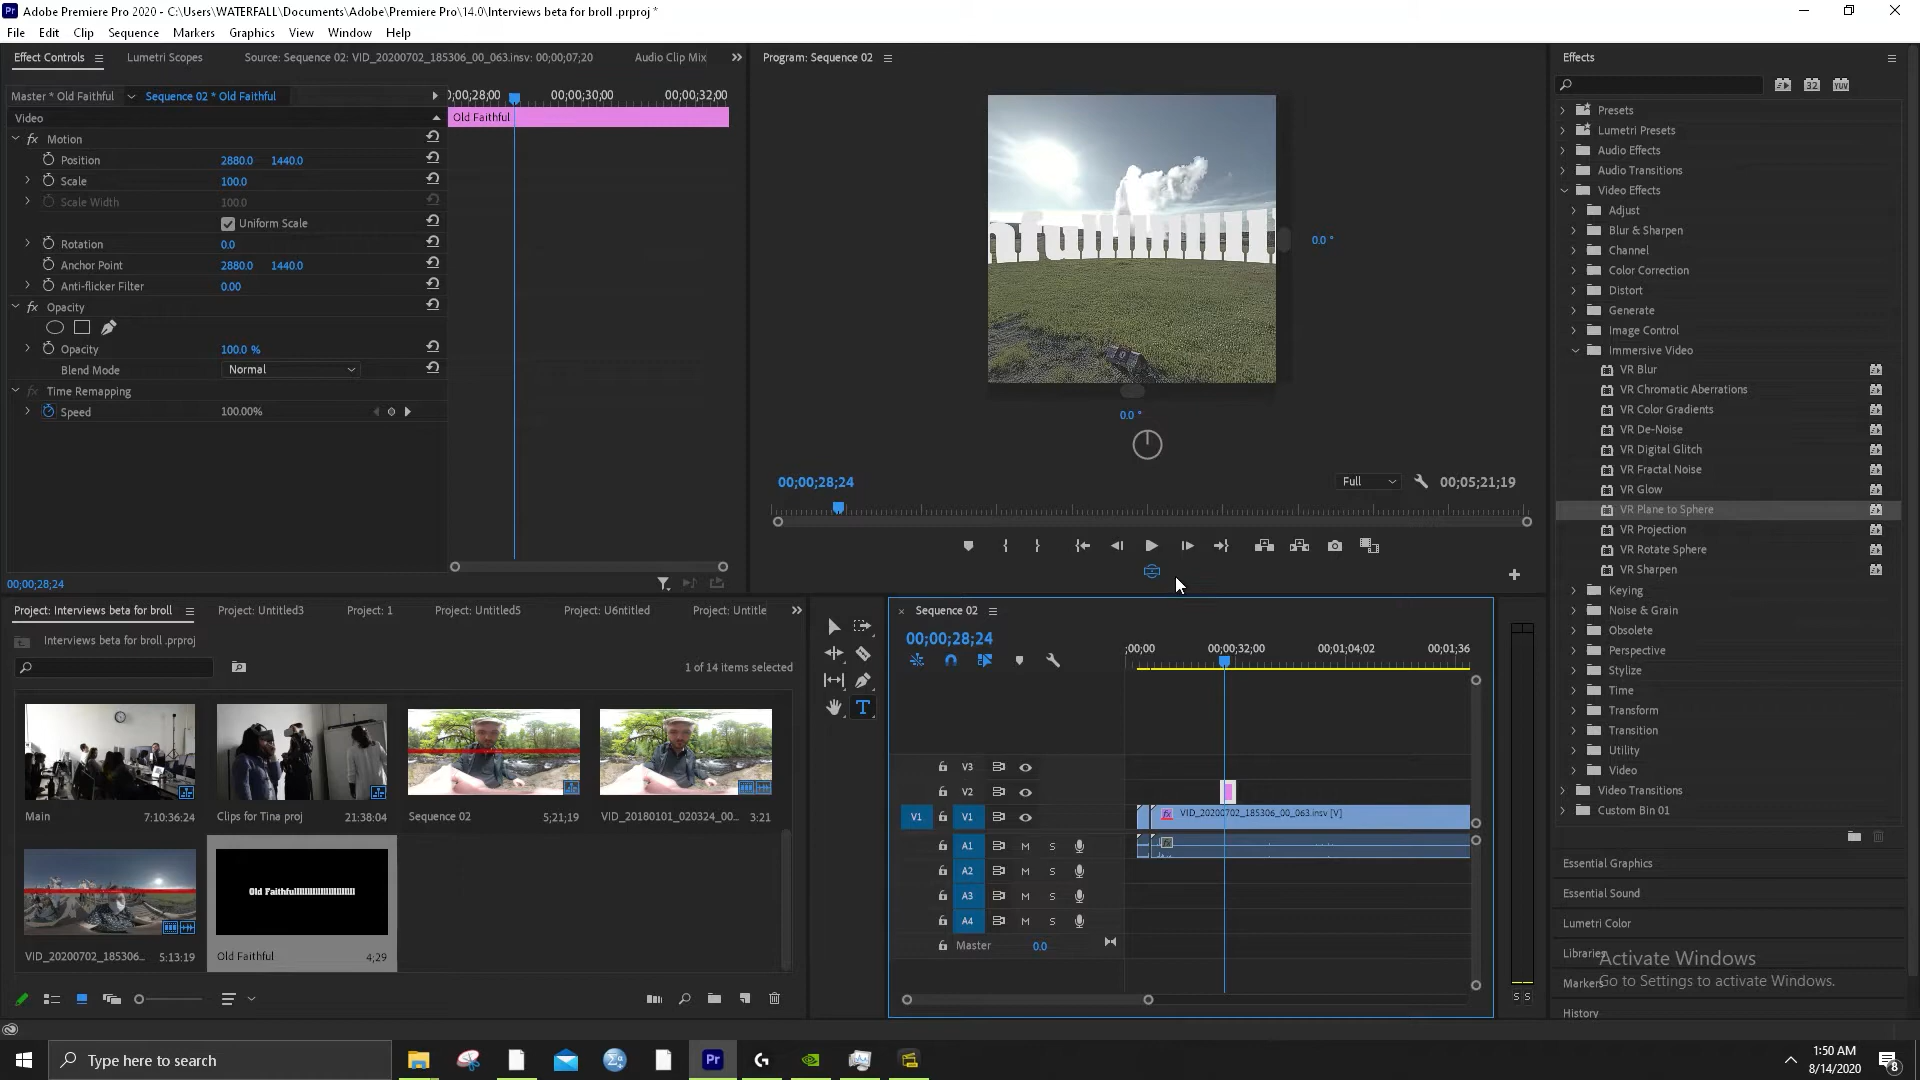 Adobe Premiere Pro 2020 - C:\Users\WATERFALL\Documents\Adobe\Premiere Pro\14.0\Interviews beta for broll .prproj *
File Edit Clip Sequence Markers Graphics View Window Help
Effect Controls Lumetri Scopes Source: Sequence 02: VID_20200702_185306_00_063.insv: 00;00;07;20 Audio Clip Mix
Master * Old Faithful Sequence 02 * Old Faithful
;00;28;00 00;00;30;00 00;00;32;00
Video
Old Faithful
fx Motion
Position 2880.0 1440.0
Scale 100.0
Scale Width 100.0
Uniform Scale
Rotation 0.0
Anchor Point 2880.0 1440.0
Anti-flicker Filter 0.00
fx Opacity
Opacity 100.0 %
Blend Mode Normal
fx Time Remapping
Speed 100.00%
00;00;28;24
Program: Sequence 02
0.0 °
0.0 °
00;00;28;24 Full 00;05;21;19
Effects
32 YUV
Presets
Lumetri Presets
Audio Effects
Audio Transitions
Video Effects
Adjust
Blur & Sharpen
Channel
Color Correction
Distort
Generate
Image Control
Immersive Video
VR Blur
VR Chromatic Aberrations
VR Color Gradients
VR De-Noise
VR Digital Glitch
VR Fractal Noise
VR Glow
VR Plane to Sphere
VR Projection
VR Rotate Sphere
VR Sharpen
Keying
Noise & Grain
Obsolete
Perspective
Stylize
Time
Transform
Transition
Utility
Video
Video Transitions
Custom Bin 01
Essential Graphics
Essential Sound
Lumetri Color
Libraries
Markers
History
Activate Windows
Go to Settings to activate Windows.
Project: Interviews beta for broll Project: Untitled3 Project: 1 Project: Untitled5 Project: U6ntitled Project: Untitle
Interviews beta for broll .prproj
1 of 14 items selected
Main 7:10:36:24
Clips for Tina proj 21:38:04
Sequence 02 5;21;19
VID_20180101_020324_00... 3:21
VID_20200702_185306... 5:13:19
Old Faithful 4;29
Sequence 02
00;00;28;24
;00;00 00;00;32;00 00;01;04;02 00;01;36
V3
V2
V1 V1
fx VID_20200702_185306_00_063.insv [V]
A1 M S
A2 M S
A3 M S
A4 M S
Master 0.0
S S
Pr
Type here to search
Pr
1:50 AM
8/14/2020
8